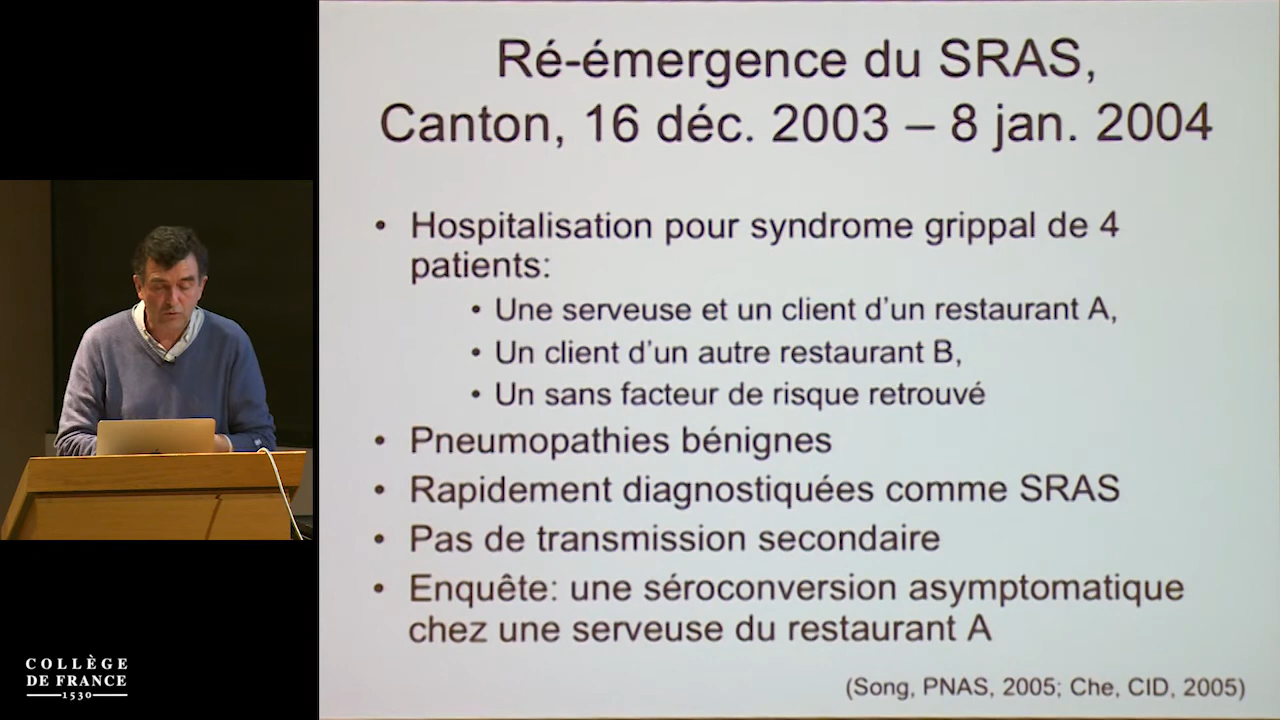 Ré-émergence du SRAS,
Canton, 16 déc. 2003 – 8 jan. 2004
• Hospitalisation pour syndrome grippal de 4
patients:
• Une serveuse et un client d’un restaurant A,
• Un client d’un autre restaurant B,
• Un sans facteur de risque retrouvé
• Pneumopathies bénignes
• Rapidement diagnostiquées comme SRAS
• Pas de transmission secondaire
• Enquête: une séroconversion asymptomatique
chez une serveuse du restaurant A
(Song, PNAS, 2005; Che, CID, 2005)
COLLÈGE
DE FRANCE
1530